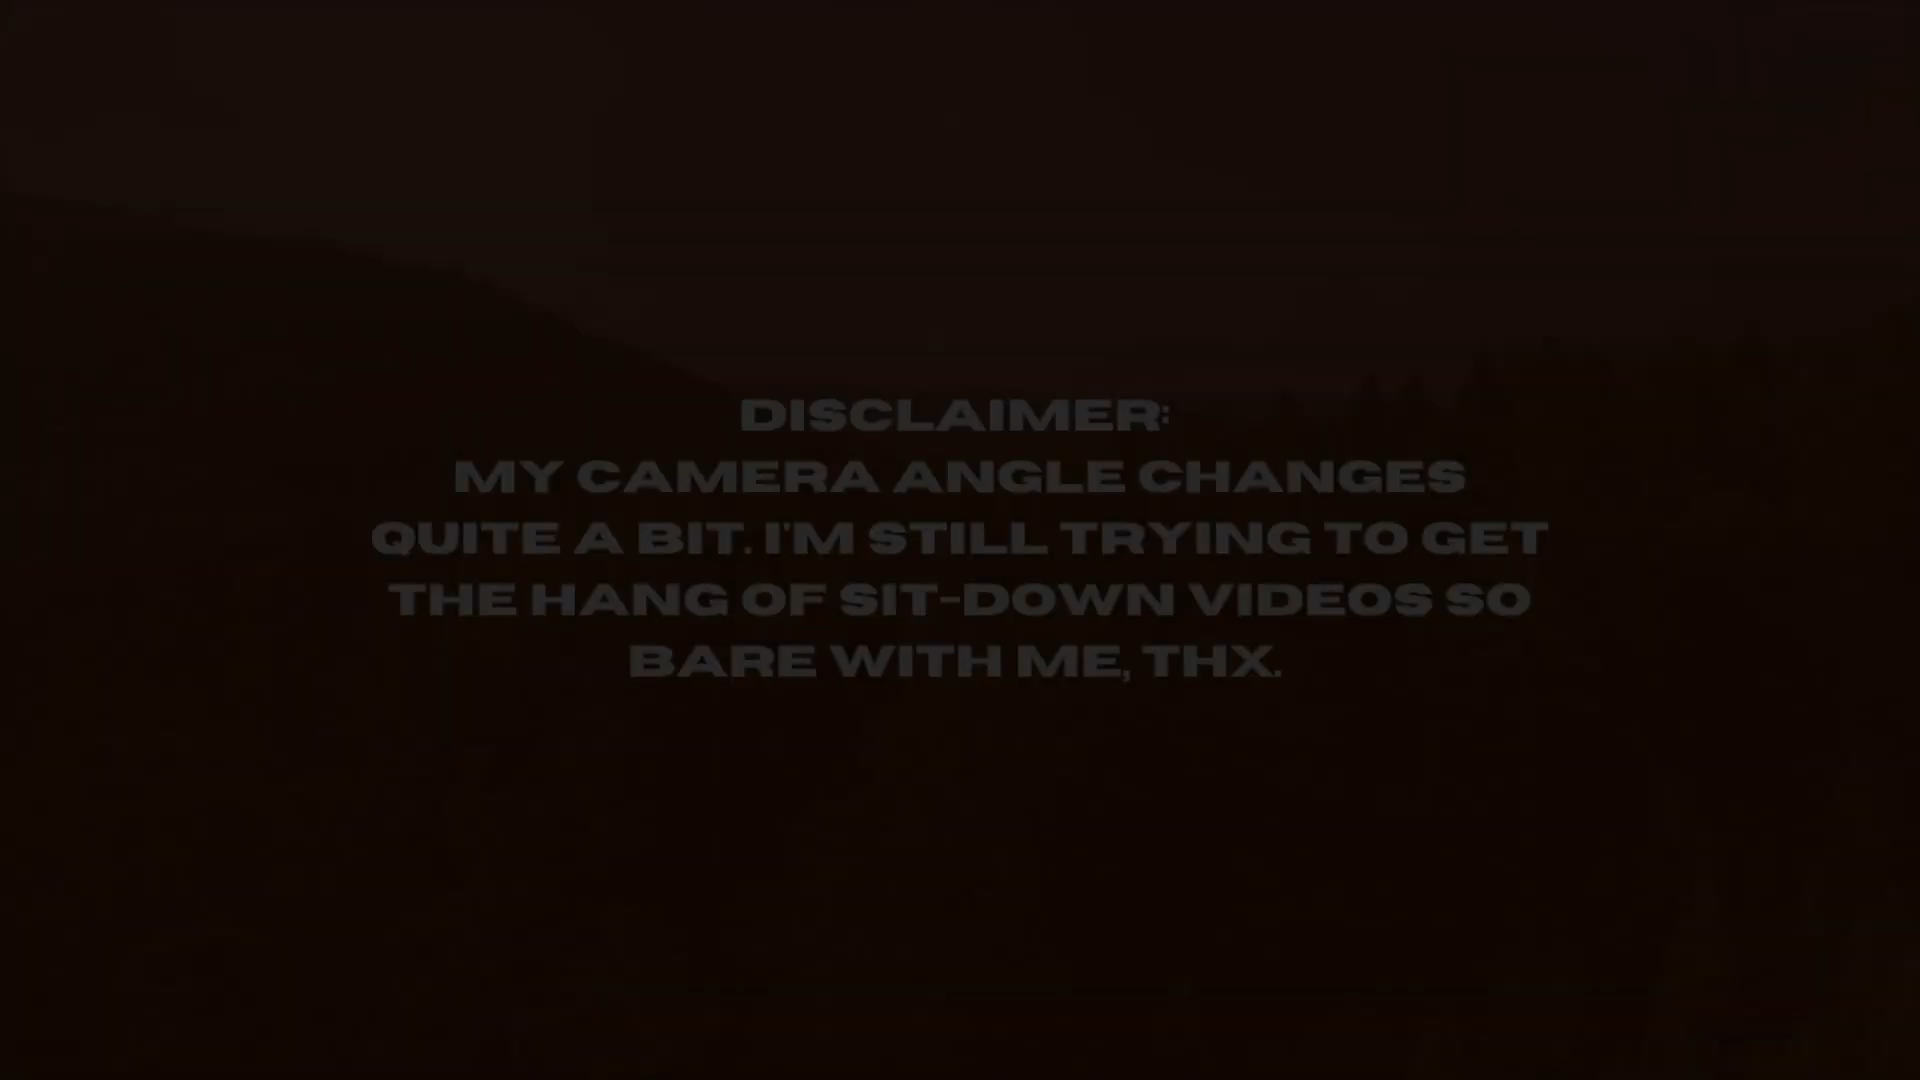 DISCLAIMER:
MY CAMERA ANGLE CHANGES
QUITE A BIT. I'M STILL TRYING TO GET
THE HANG OF SIT-DOWN VIDEOS SO
BARE WITH ME, THX.